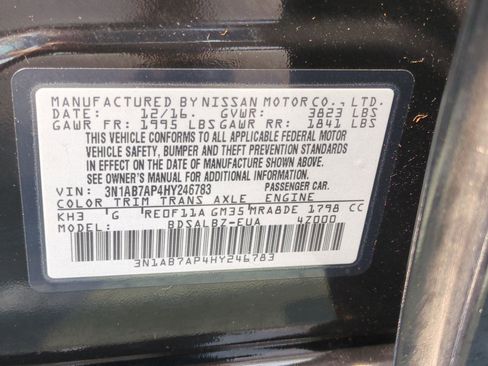 MANUFACTURED BY NISSAN MOTOR CO., LTD.
DATE: 12/16. GVWR: 3823 LBS
GAWR FR: 1995 LBS GAWR RR: 1841 LBS
THIS VEHICLE CONFORMS TO ALL APPLICABLE FEDERAL MOTOR
VEHICLE SAFETY, BUMPER AND THEFT PREVENTION STANDARDS
IN EFFECT ON THE DATE OF MANUFACTURE SHOWN ABOVE.
SEE OWNER'S MANUAL FOR ADDITIONAL INFORMATION.
VIN: 3N1AB7AP4HY246783 PASSENGER CAR.
COLOR TRIM TRANS AXLE ENGINE
KH3 G RE0F11A GM35 MRA8DE 1798 CC
MODEL: BDSALBZ-EUA 42000
3N1AB7AP4HY246783